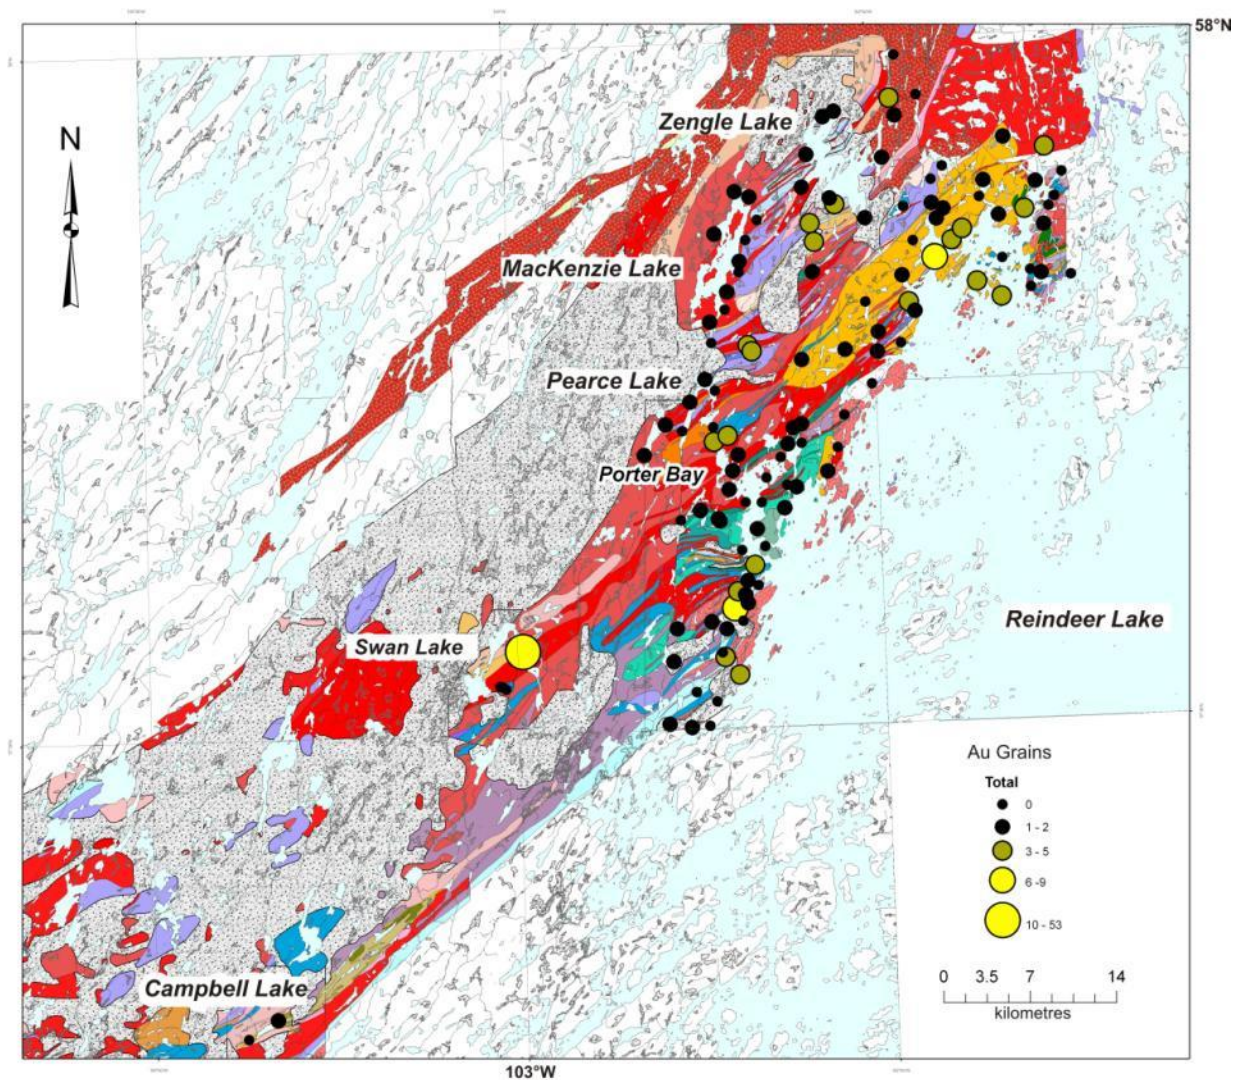 58°N
Zengle Lake
N
MacKenzie Lake
Pearce Lake
Porter Bay
Reindeer Lake
Swan Lake
Au Grains
Total
0
1 - 2
3 - 5
6 - 9
10 - 53
Campbell Lake
0 3.5 7 14
kilometres
103°W